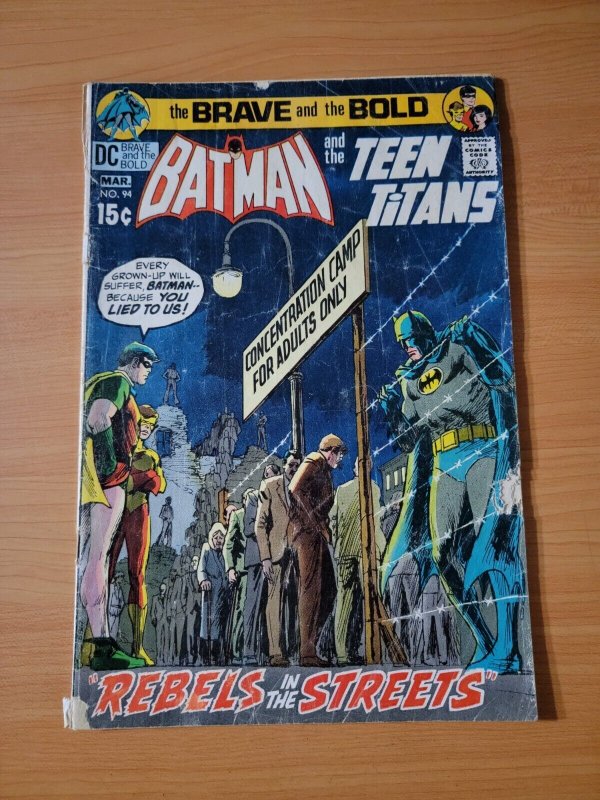 the BRAVE and the BOLD
DC
BRAVE
and the
BOLD
MAR.
NO. 94
15¢
BATMAN
and
the
TEEN
TITANS
APPROVED
BY THE
COMICS
CODE
AUTHORITY
EVERY
GROWN-UP WILL
SUFFER, BATMAN--
BECAUSE YOU
LIED TO US!
CONCENTRATION CAMP
FOR ADULTS ONLY
"REBELS IN THE STREETS"